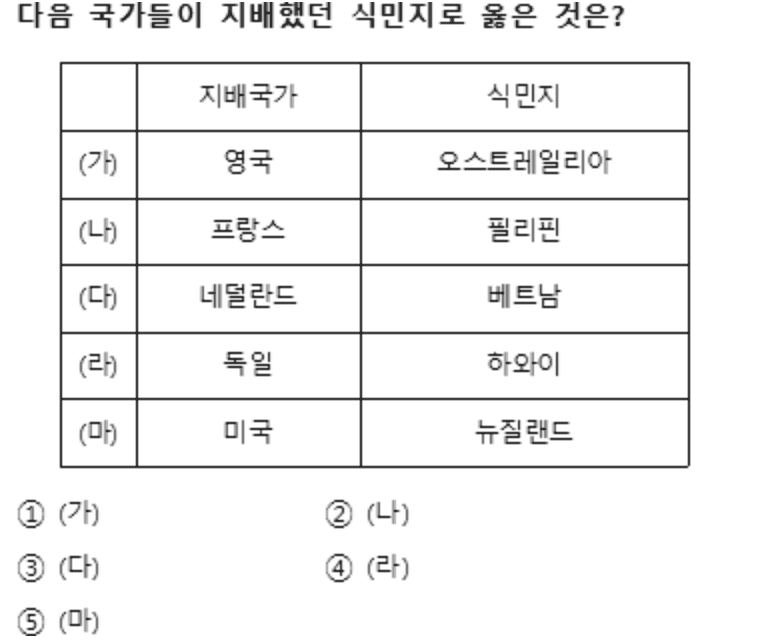 다음 국가들이 지배했던 식민지로 옳은 것은?
지배국가 식민지
(가) 영국 오스트레일리아
(나) 프랑스 필리핀
(다) 네덜란드 베트남
(라) 독일 하와이
(마) 미국 뉴질랜드
① (가) ② (나)
③ (다) ④ (라)
⑤ (마)